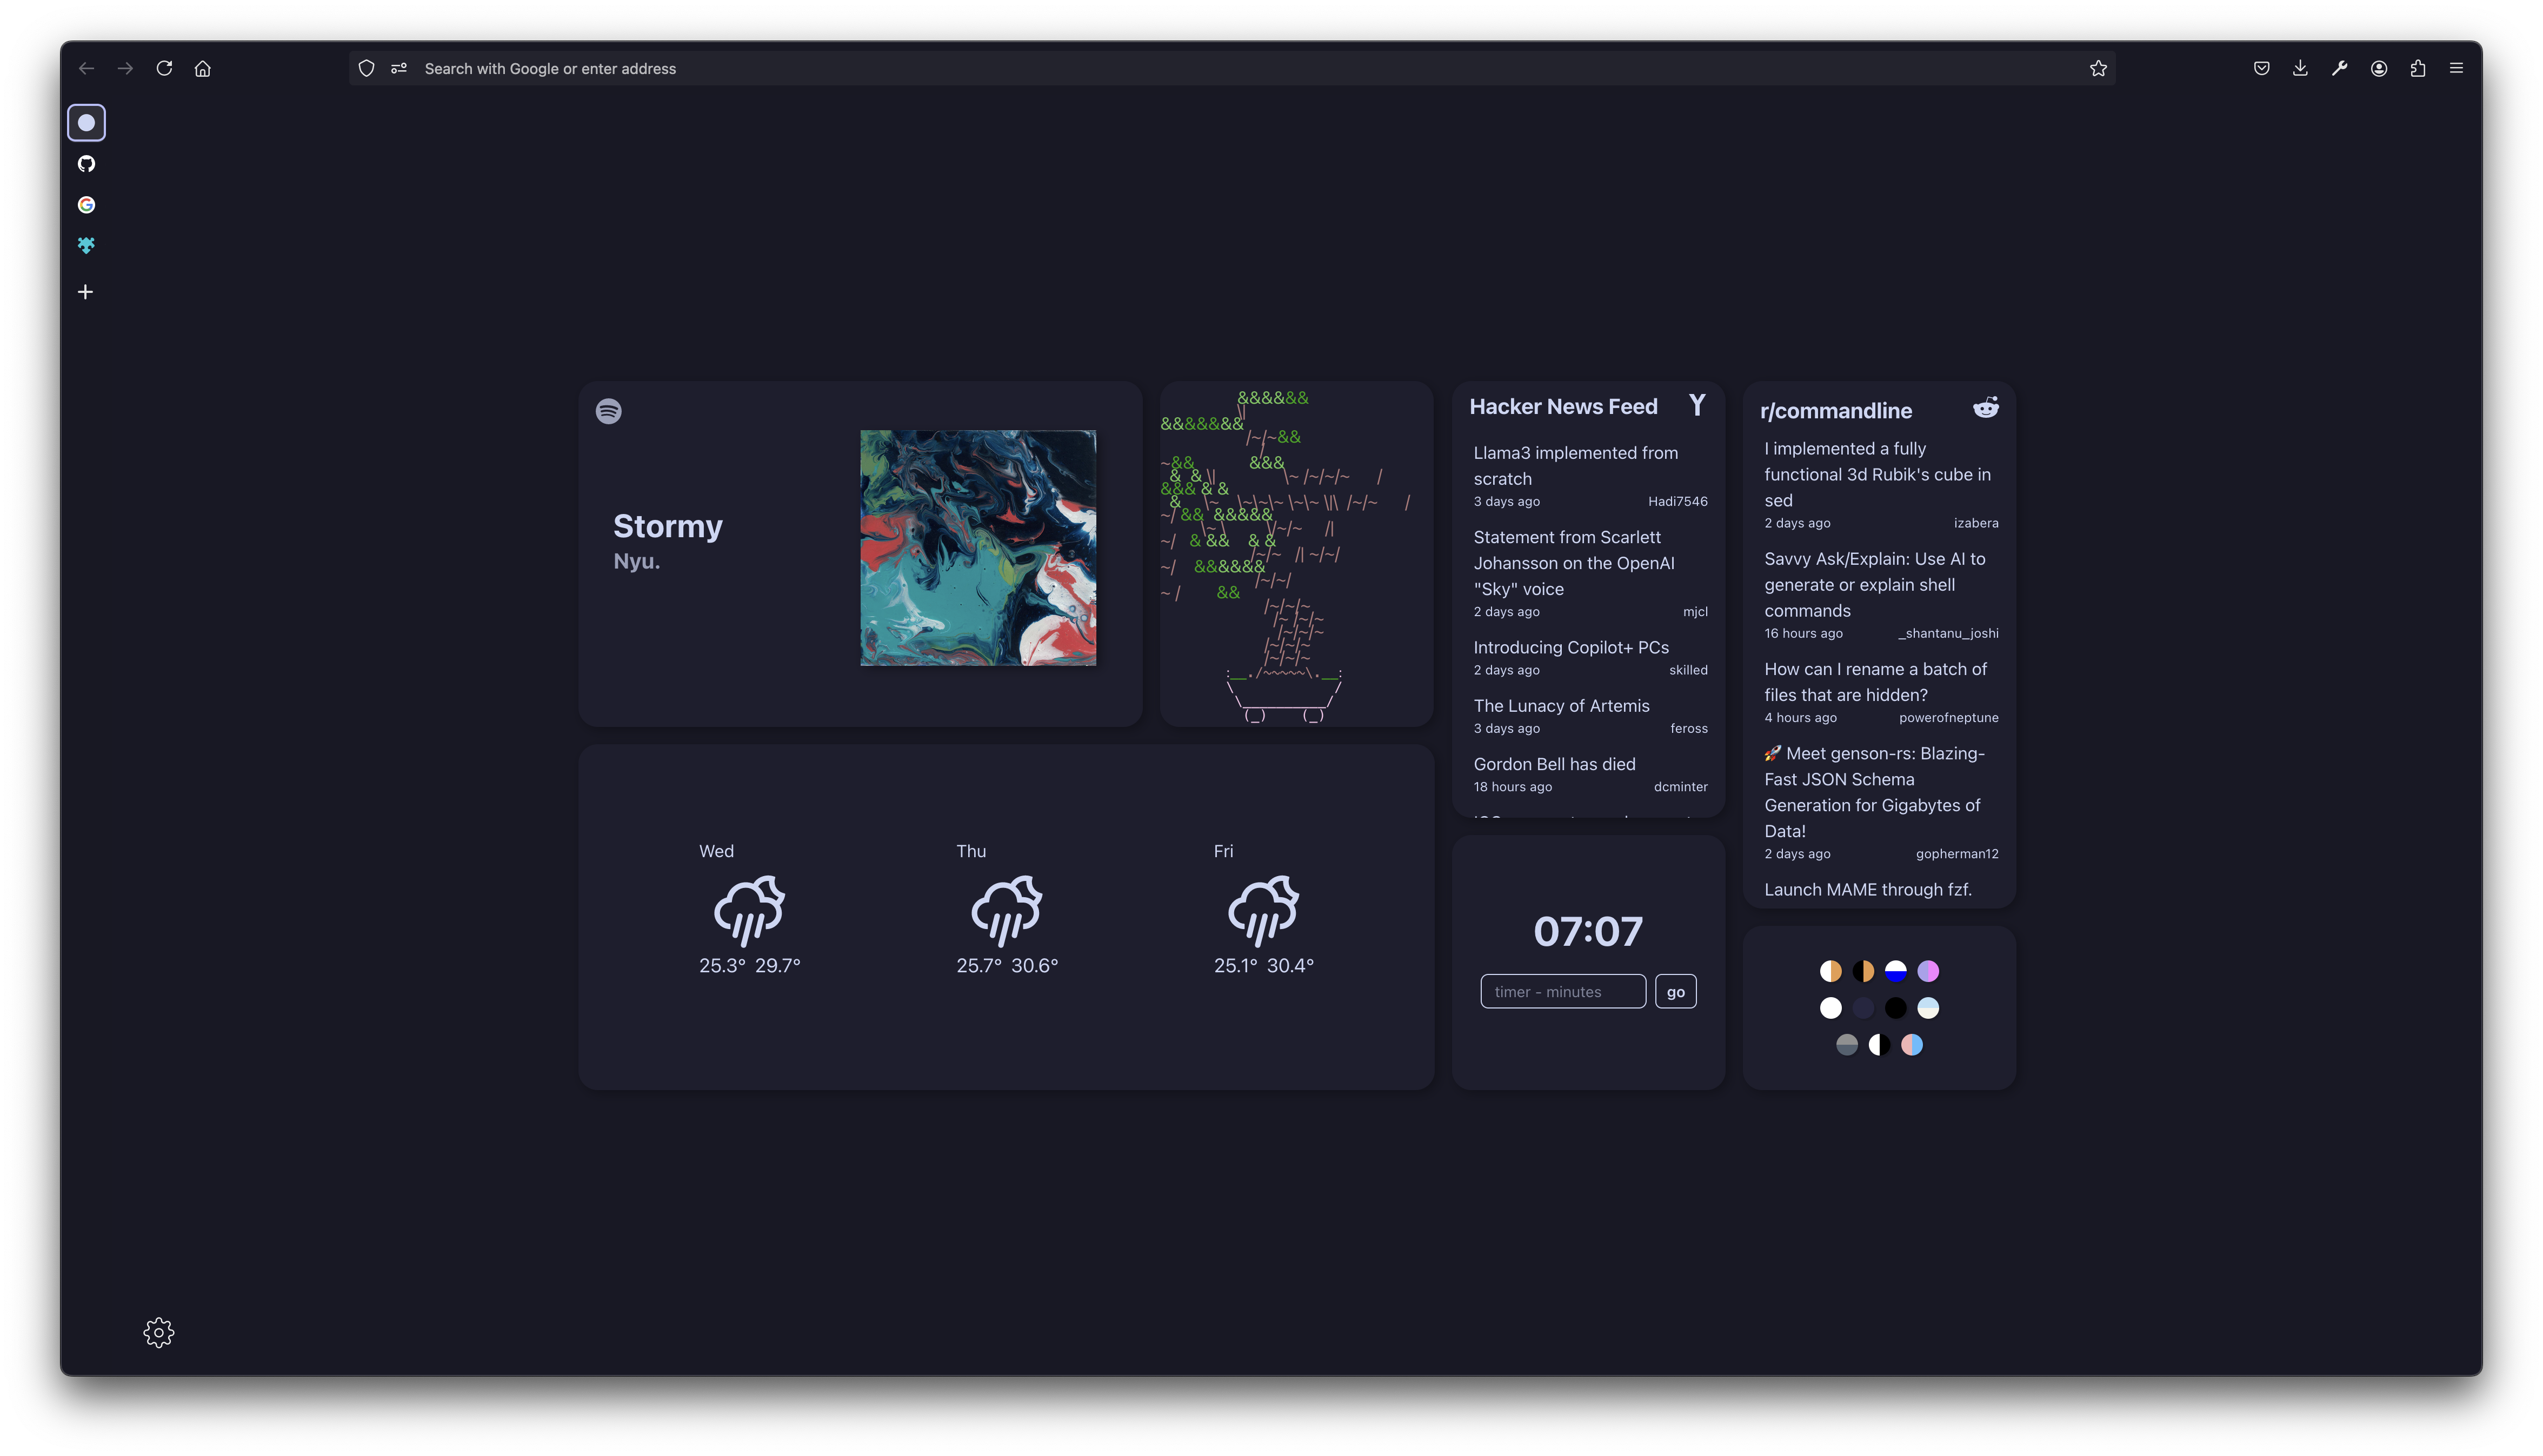 Search with Google or enter address
Stormy
Nyu.
&&&&&&
\|
&&&&&&&
/~/~&&
/
~&& &&&
& & \| \~ /~/~/~ /
&&& & &
& \~ \~\~\~ \~\~ \|\ /~/~ /
~/ && &&&&&
\~ \ \/~/~ /|
~/ & && & &
/~/~ /| ~/~/
~/ &&&&&&
/~/~/
~ / &&
/~/~/~
/~ /~/~
/~/~/~
/~/~/~
/~/~/~
:__./~~~~~\.__:
\ /
\___________/
(_) (_)
Hacker News Feed
Llama3 implemented from
scratch
3 days ago Hadi7546
Statement from Scarlett
Johansson on the OpenAI
"Sky" voice
2 days ago mjcl
Introducing Copilot+ PCs
2 days ago skilled
The Lunacy of Artemis
3 days ago feross
Gordon Bell has died
18 hours ago dcminter
r/commandline
I implemented a fully
functional 3d Rubik's cube in
sed
2 days ago izabera
Savvy Ask/Explain: Use AI to
generate or explain shell
commands
16 hours ago _shantanu_joshi
How can I rename a batch of
files that are hidden?
4 hours ago powerofneptune
🚀 Meet genson-rs: Blazing-
Fast JSON Schema
Generation for Gigabytes of
Data!
2 days ago gopherman12
Launch MAME through fzf.
Wed Thu Fri
25.3° 29.7° 25.7° 30.6° 25.1° 30.4°
07:07
timer - minutes go